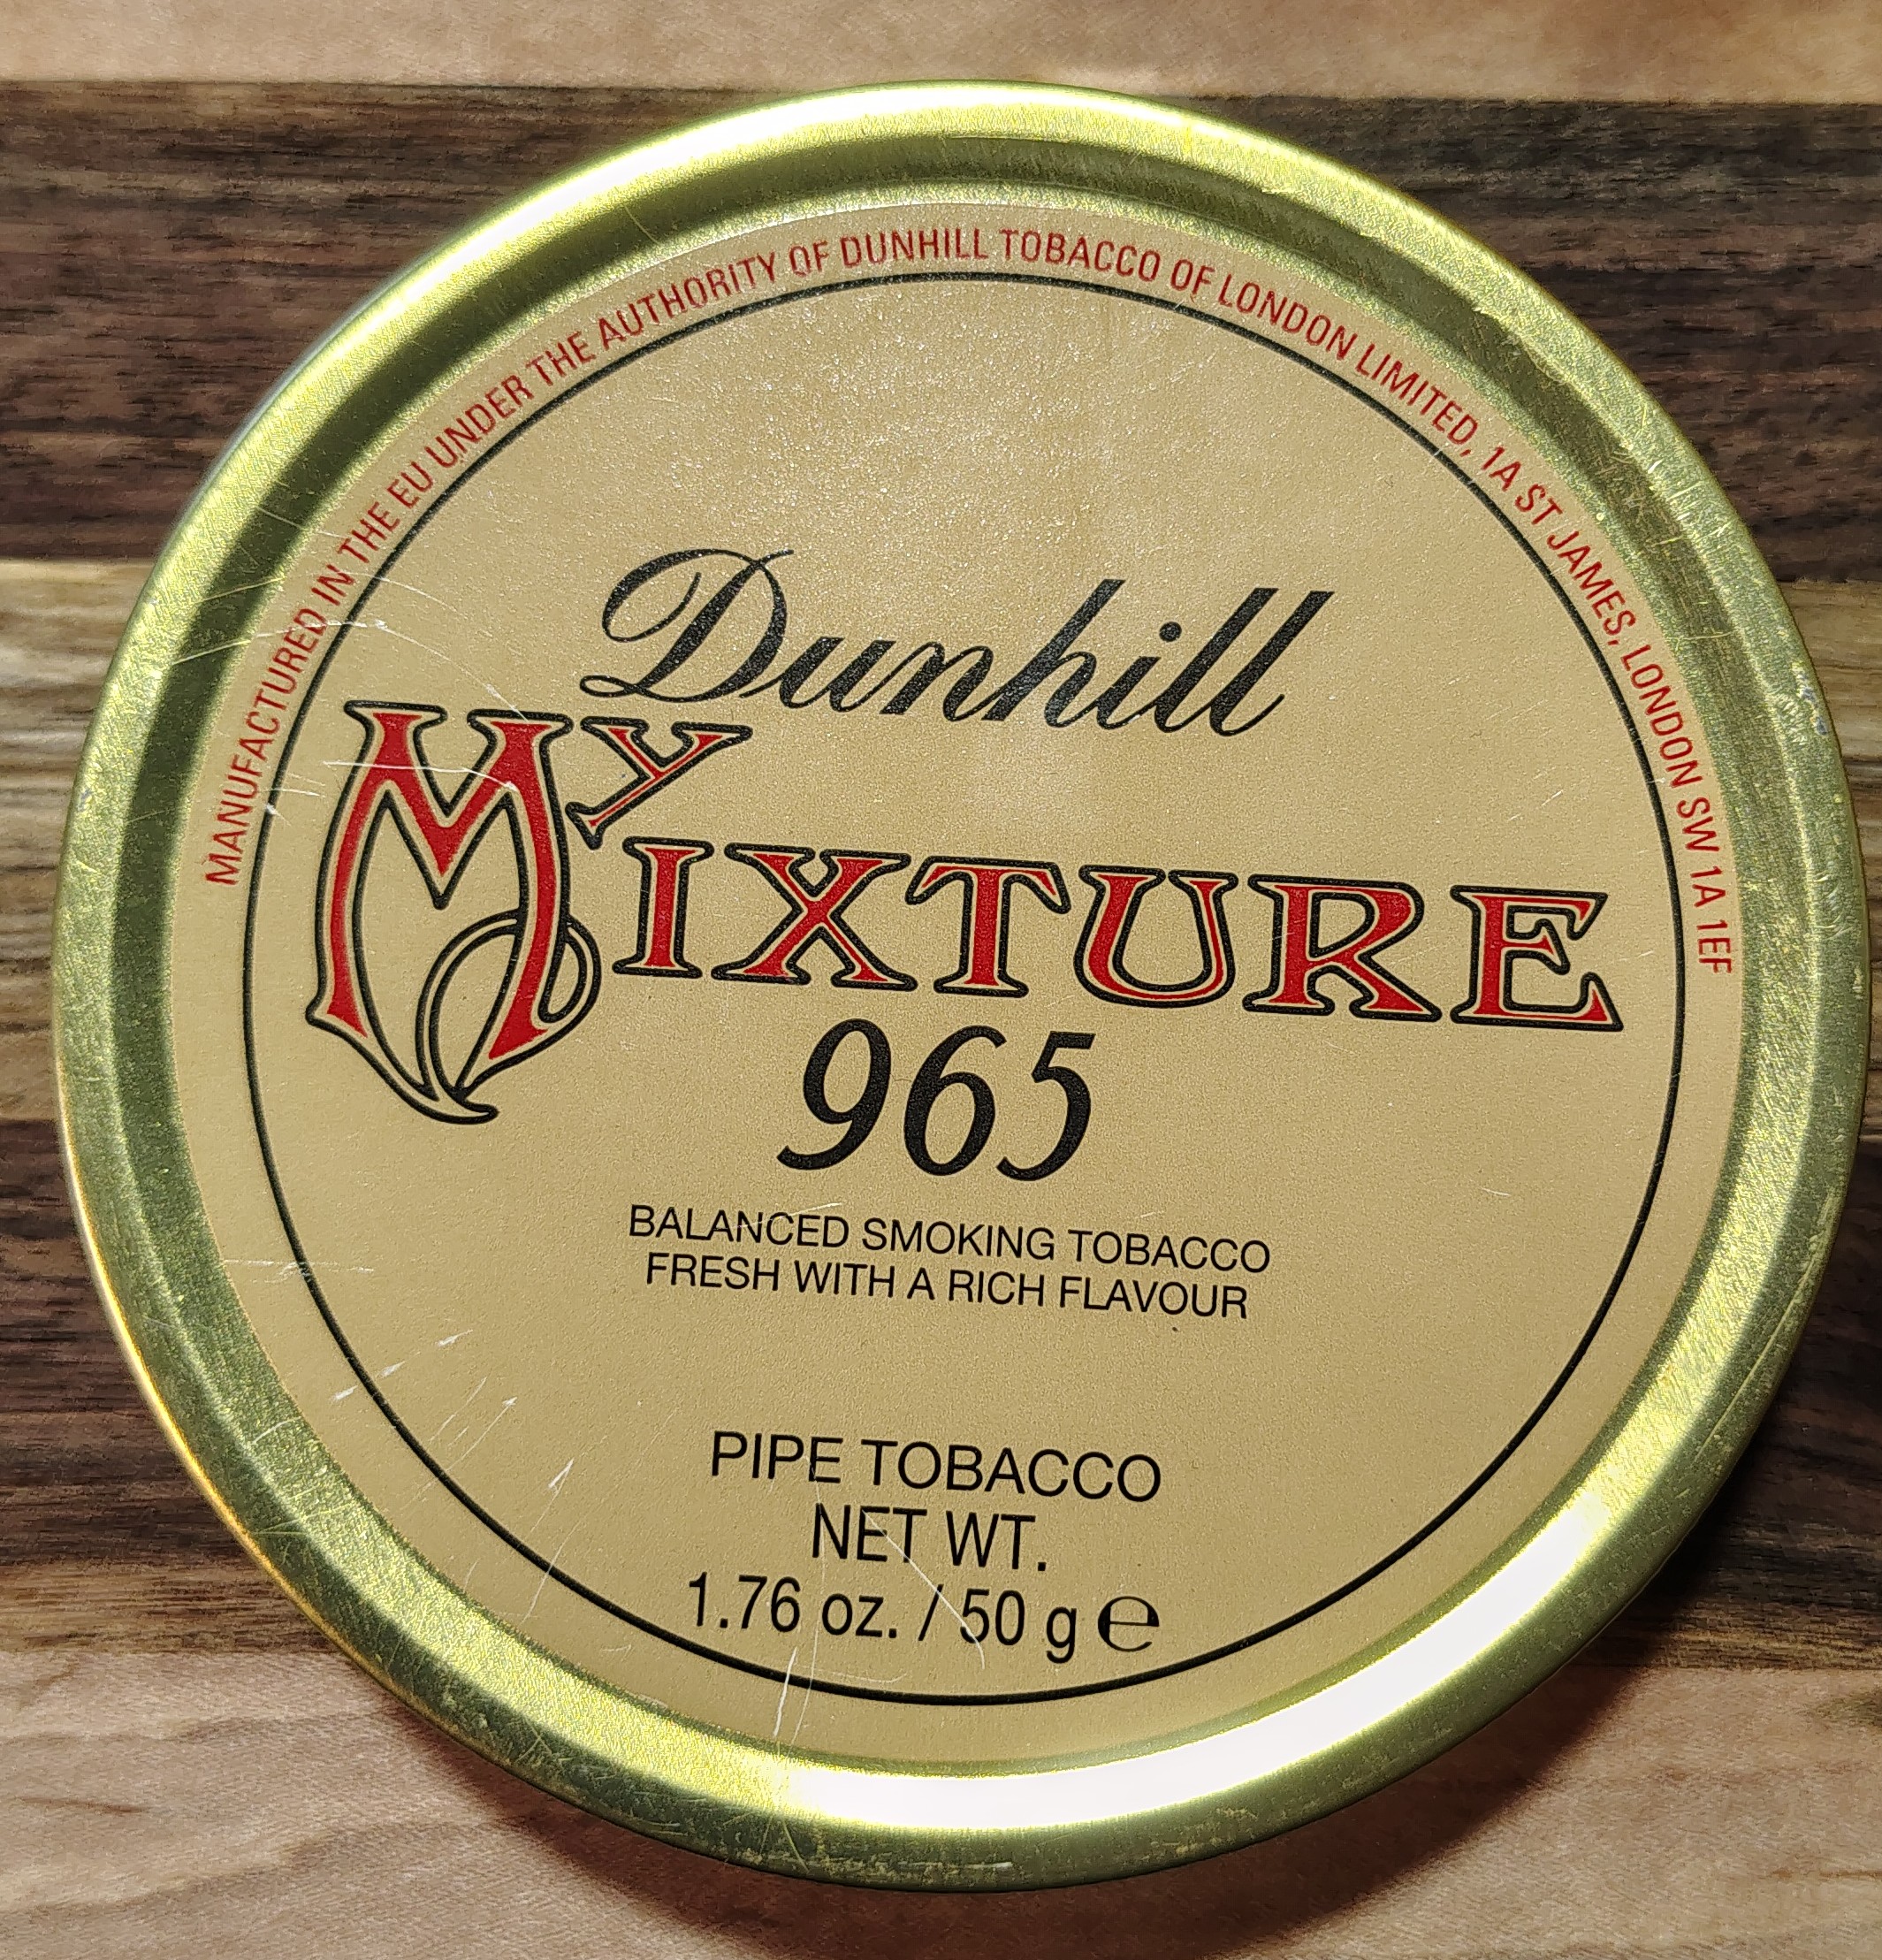 MANUFACTURED IN THE EU UNDER THE AUTHORITY OF DUNHILL TOBACCO OF LONDON LIMITED, 1A ST JAMES, LONDON SW 1A 1EF
Dunhill
MY
MIXTURE
965
BALANCED SMOKING TOBACCO
FRESH WITH A RICH FLAVOUR
PIPE TOBACCO
NET WT.
1.76 oz. / 50 g ℮